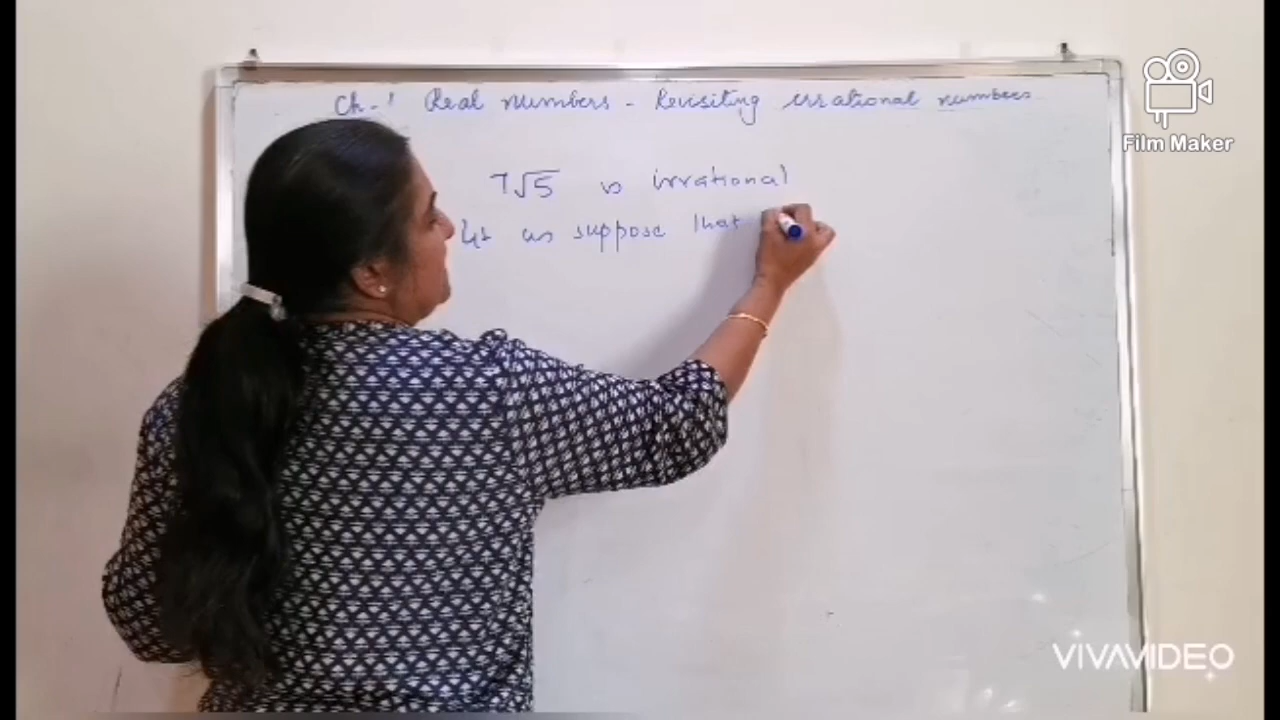 Ch-1 Real numbers - Revisiting irrational numbers
7√5 is irrational
Let us suppose that
Film Maker
VIVAVIDEO